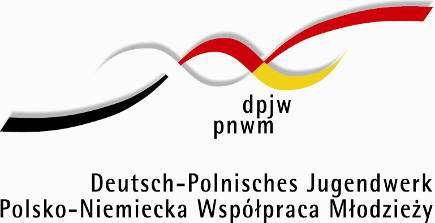 dpjw
pnwm
Deutsch-Polnisches Jugendwerk
Polsko-Niemiecka Współpraca Młodzieży